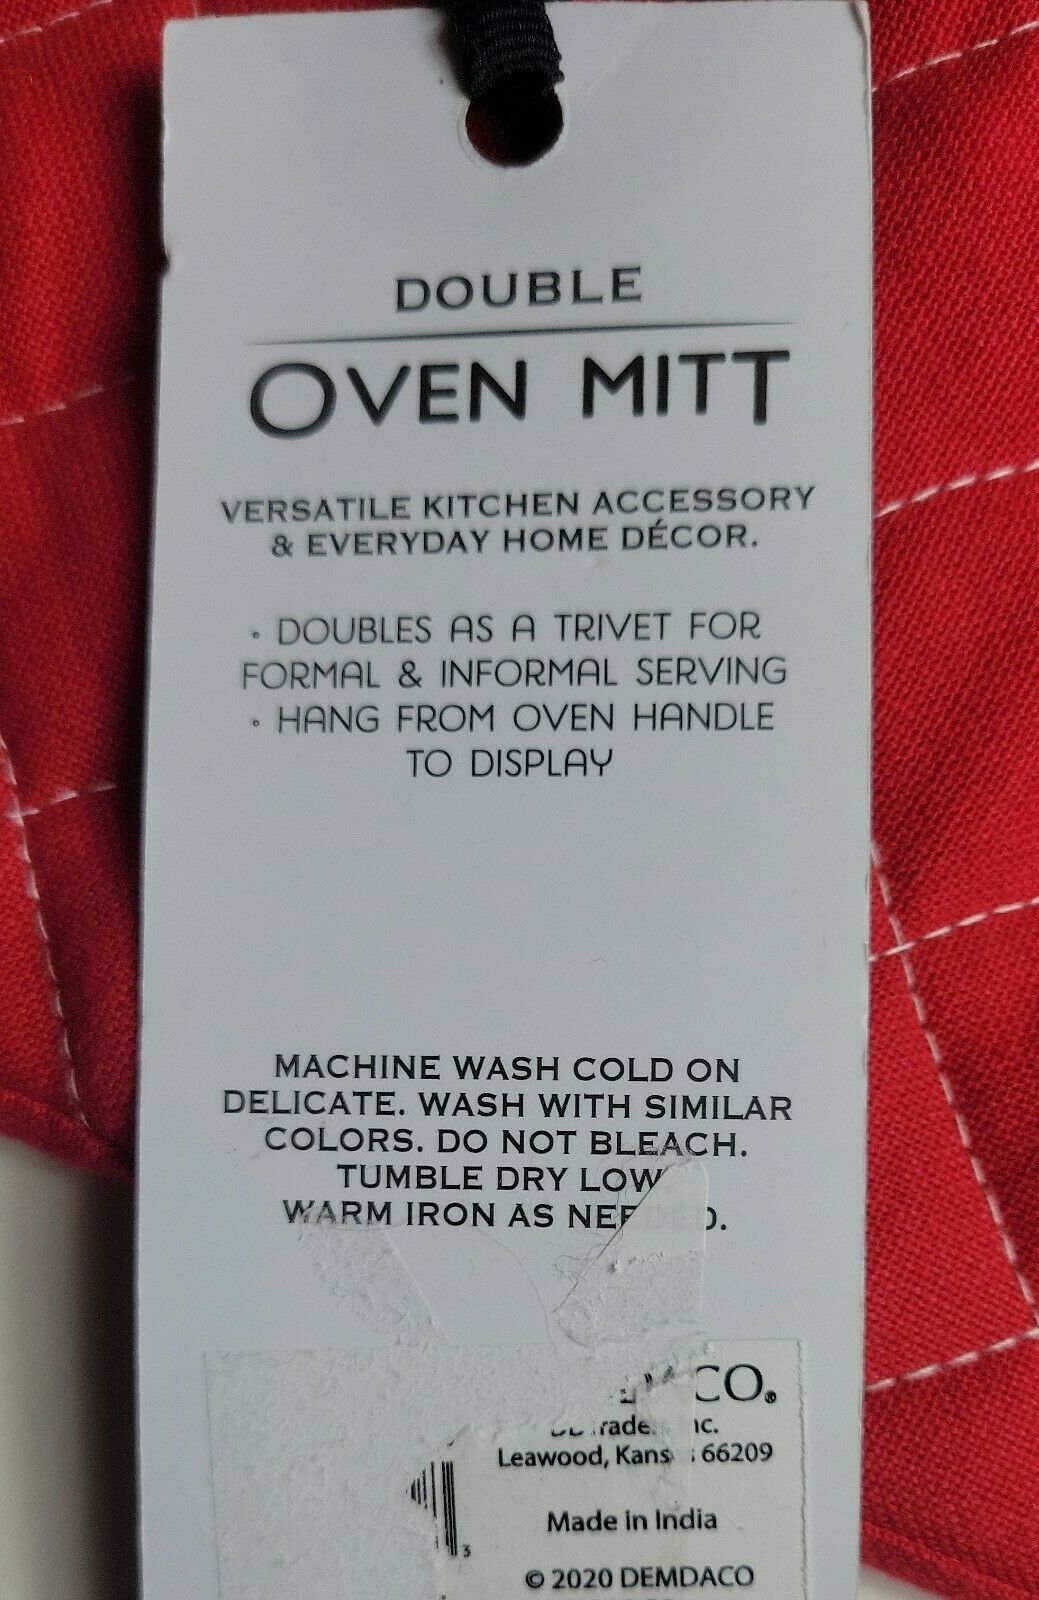 DOUBLE
OVEN MITT
VERSATILE KITCHEN ACCESSORY
& EVERYDAY HOME DÉCOR.
• DOUBLES AS A TRIVET FOR
FORMAL & INFORMAL SERVING
• HANG FROM OVEN HANDLE
TO DISPLAY
MACHINE WASH COLD ON
DELICATE. WASH WITH SIMILAR
COLORS. DO NOT BLEACH.
TUMBLE DRY LOW
WARM IRON AS
Leawood, 66209
Made in India
© 2020 DEMDACO
3